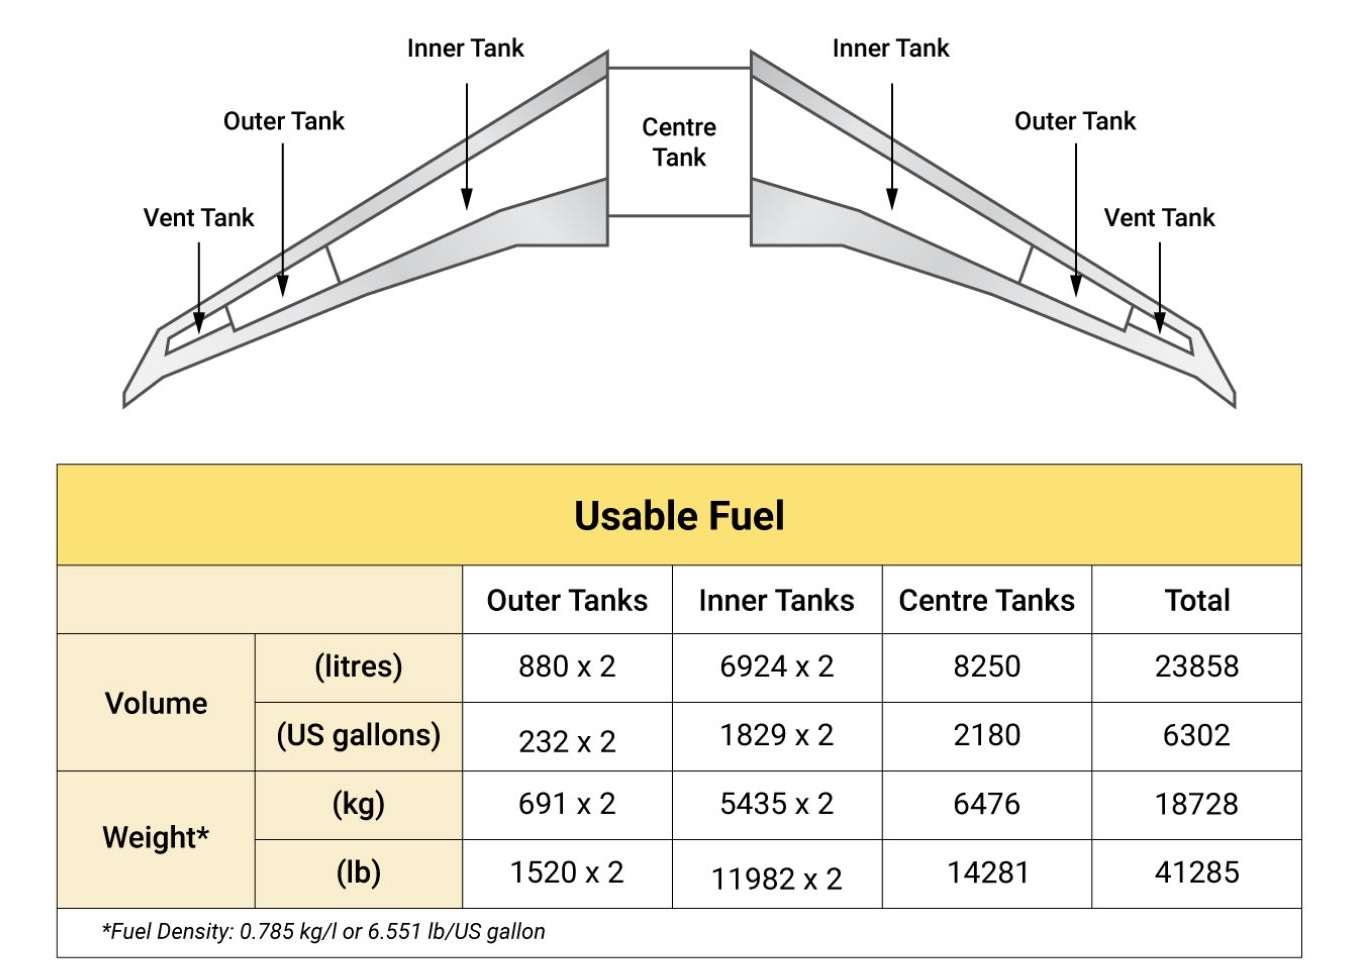 Inner Tank
Inner Tank
Outer Tank
Centre
Tank
Outer Tank
Vent Tank
Vent Tank
Usable Fuel
Outer Tanks Inner Tanks Centre Tanks Total
Volume
(litres) 880 x 2 6924 x 2 8250 23858
(US gallons) 232 x 2 1829 x 2 2180 6302
Weight*
(kg) 691 x 2 5435 x 2 6476 18728
(lb) 1520 x 2 11982 x 2 14281 41285
*Fuel Density: 0.785 kg/l or 6.551 lb/US gallon